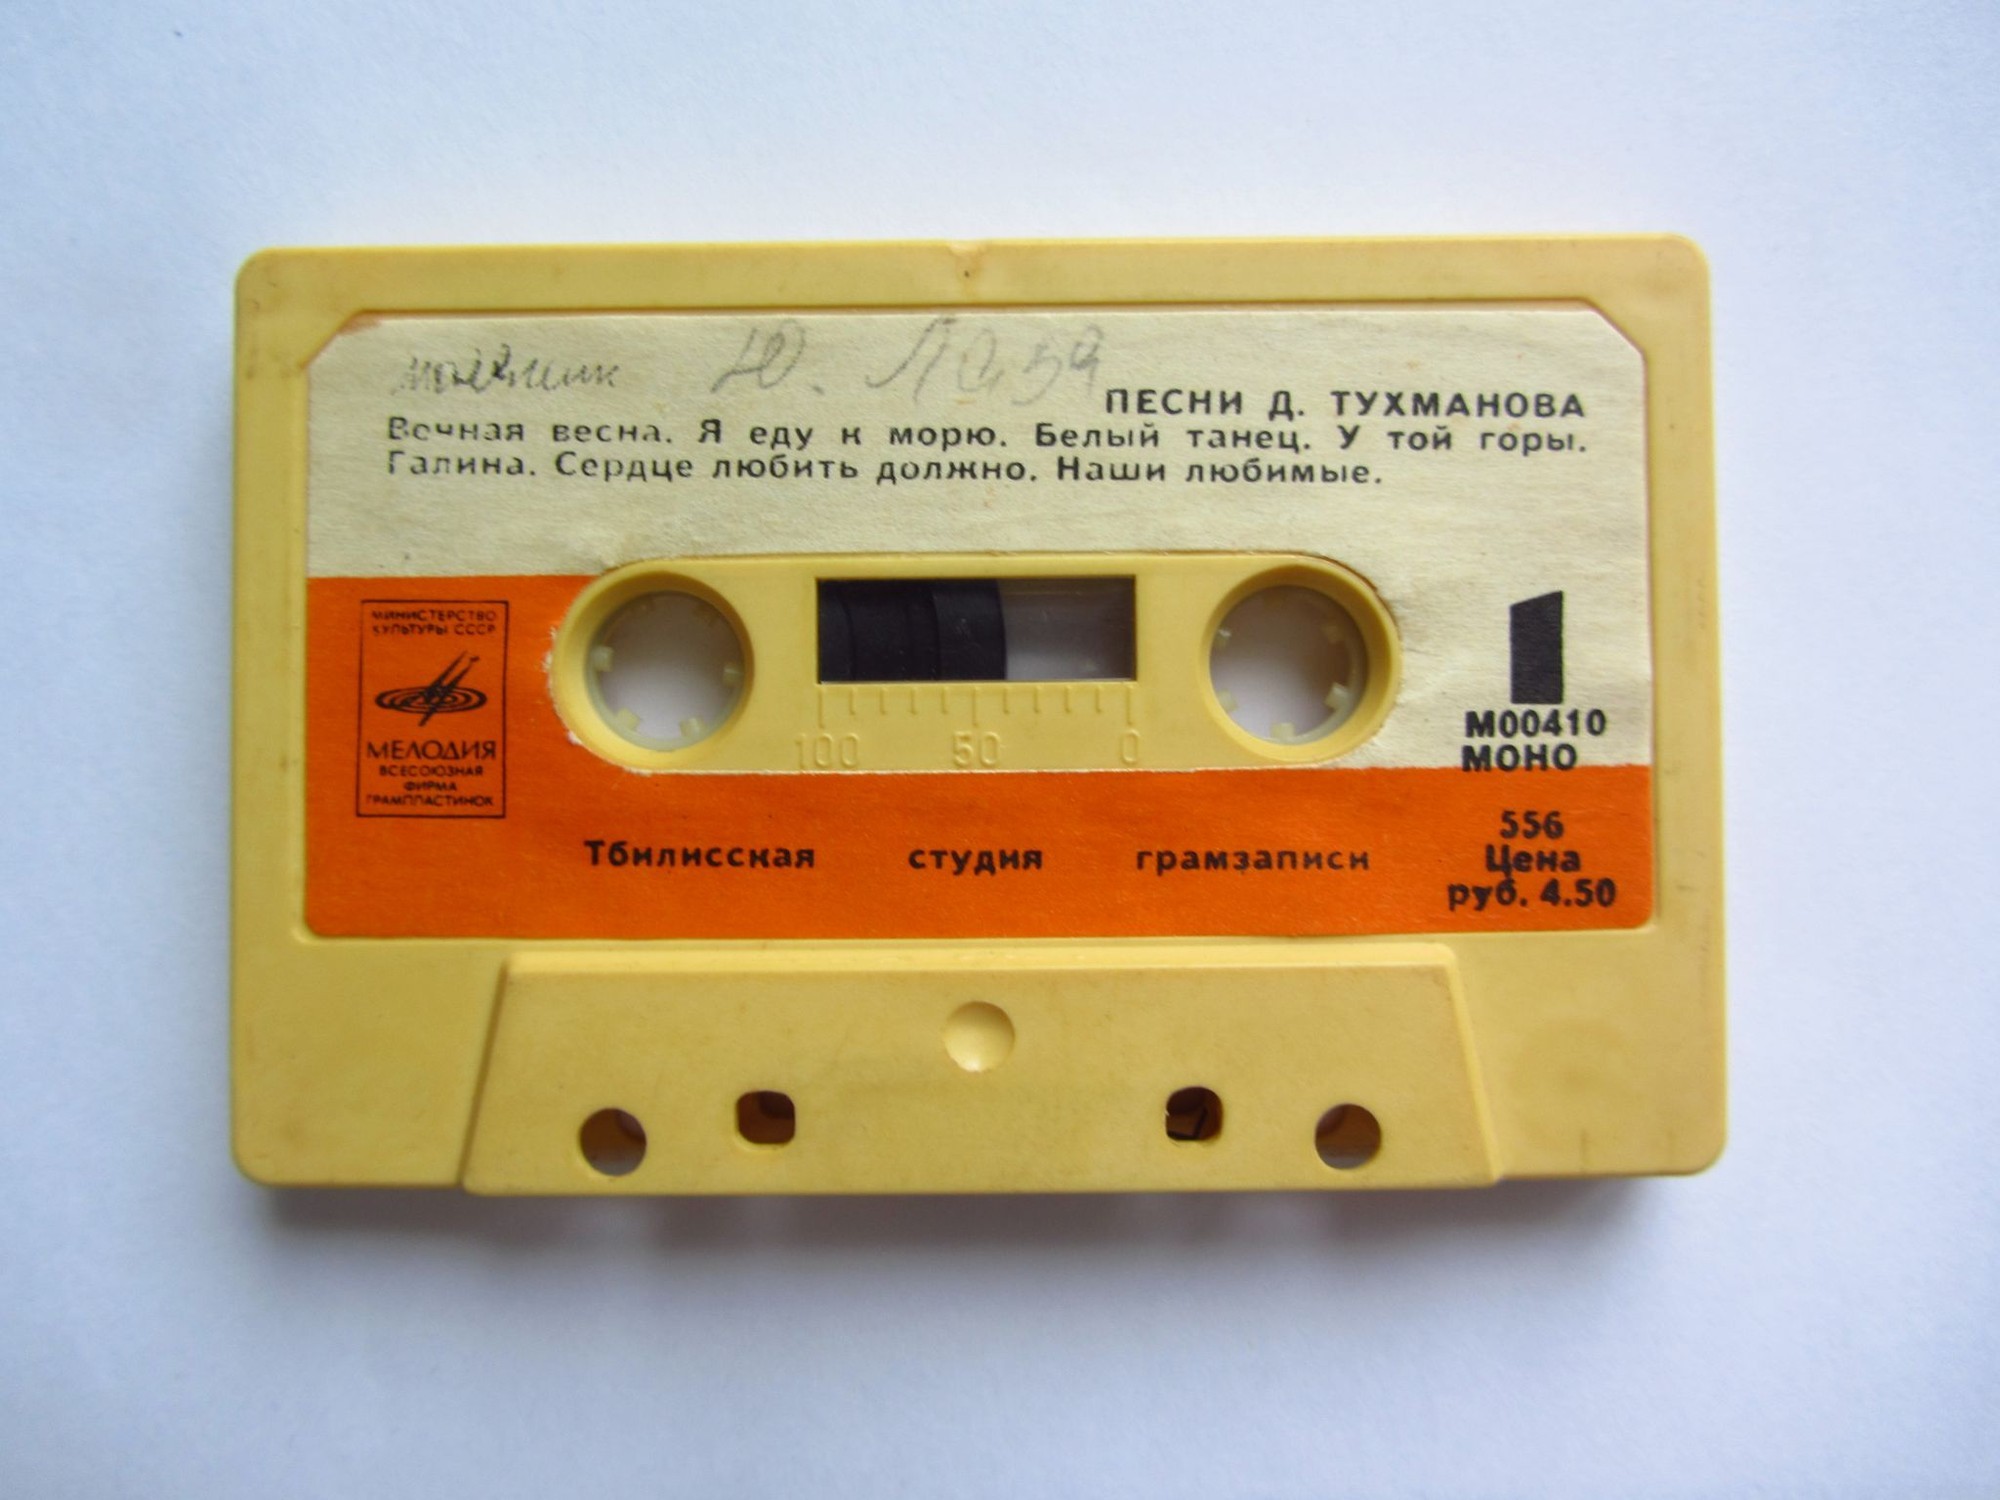 Ю. Лоза
ПЕСНИ Д. ТУХМАНОВА
Вечная весна. Я еду к морю. Белый танец. У той горы.
Галина. Сердце любить должно. Наши любимые.
МИНИСТЕРСТВО
КУЛЬТУРЫ СССР
МЕЛОДИЯ
ВСЕСОЮЗНАЯ
ФИРМА
ГРАМПЛАСТИНОК
100 50 0
1
М00410
МОНО
Тбилисская студия грамзаписи
556
Цена
руб. 4.50